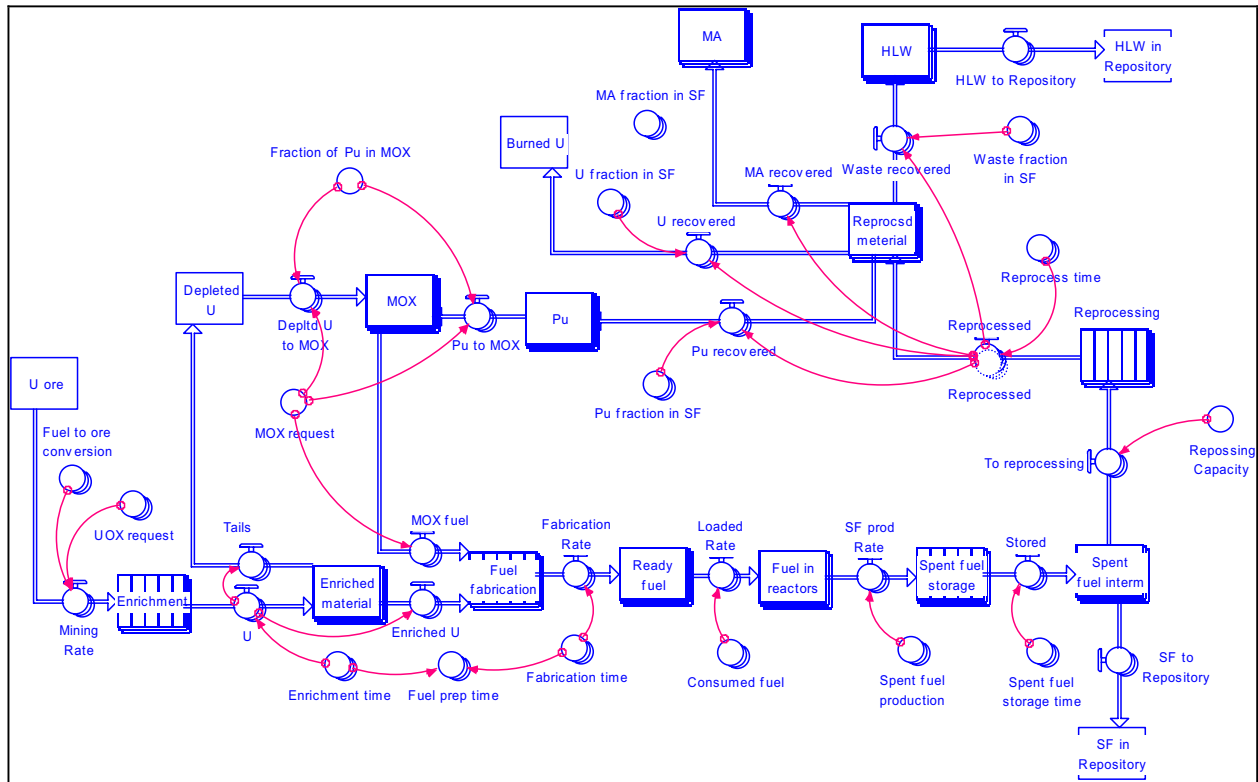 MA
HLW
HLW to Repository
HLW in
Repository
MA fraction in SF
Burned U
Fraction of Pu in MOX
U fraction in SF
MA recovered
Waste recovered
Waste fraction
in SF
U recovered
Reprocsd
meterial
Reprocess time
Depleted
U
Depltd U
to MOX
MOX
Pu to MOX
Pu
Pu recovered
Reprocessed
Reprocessed
Reprocessing
U ore
Pu fraction in SF
MOX request
Fuel to ore
conversion
To reprocessing
Repossing
Capacity
UOX request
Tails
MOX fuel
Fabrication
Rate
Loaded
Rate
SF prod
Rate
Stored
Mining
Rate
Enrichment
U
Enriched
material
Enriched U
Fuel
fabrication
Ready
fuel
Fuel in
reactors
Spent fuel
storage
Spent
fuel interm
Enrichment time
Fuel prep time
Fabrication time
Consumed fuel
Spent fuel
production
Spent fuel
storage time
SF to
Repository
SF in
Repository